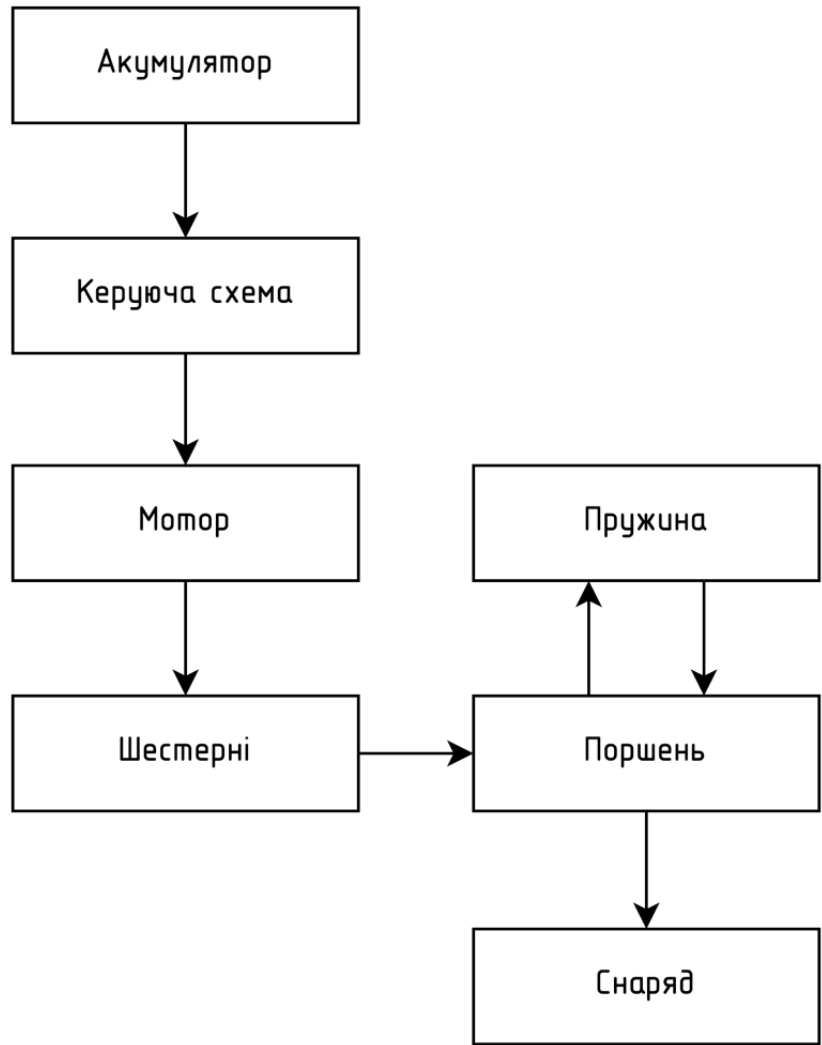 Акумулятор
Керуюча схема
Мотор
Пружина
Шестерні
Поршень
Снаряд